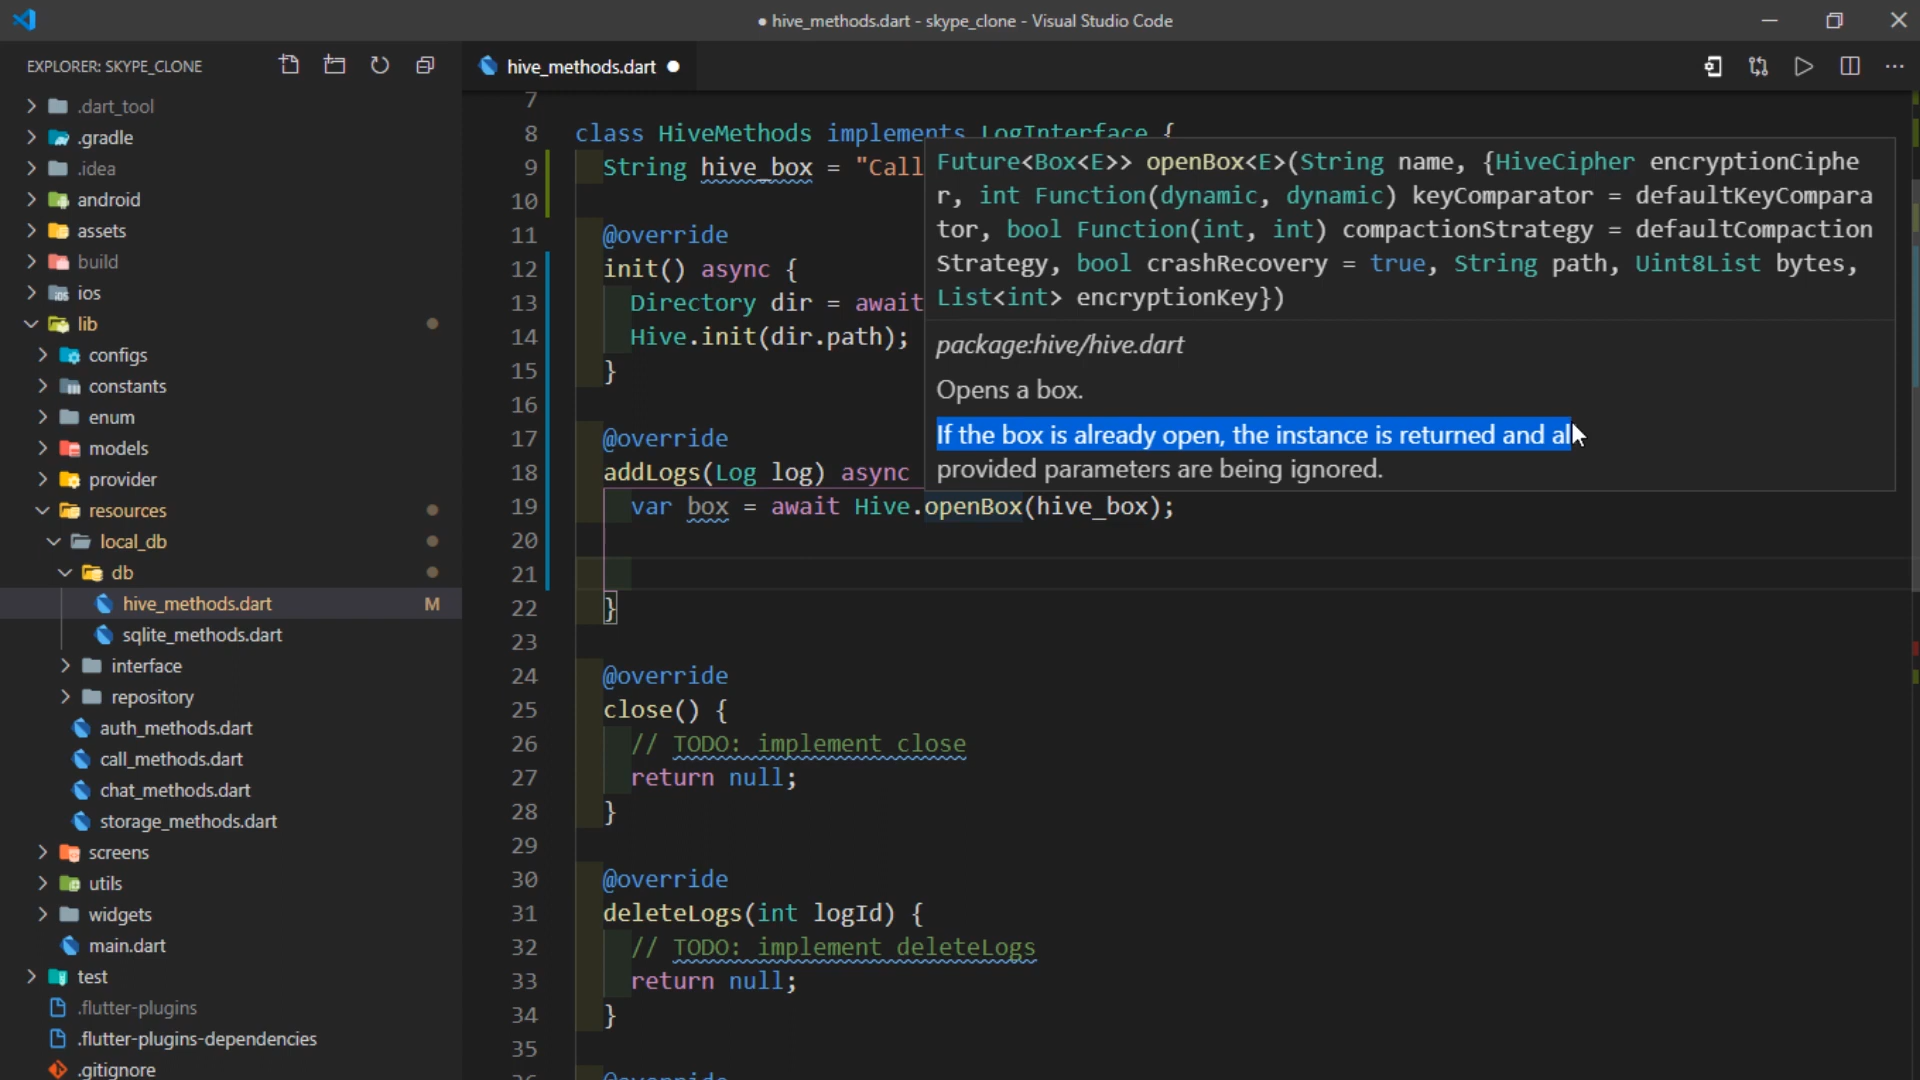 ● hive_methods.dart - skype_clone - Visual Studio Code
EXPLORER: SKYPE_CLONE
.dart_tool
.gradle
.idea
android
assets
build
ios
lib
configs
constants
enum
models
provider
resources
local_db
db
hive_methods.dart M
sqlite_methods.dart
interface
repository
auth_methods.dart
call_methods.dart
chat_methods.dart
storage_methods.dart
screens
utils
widgets
main.dart
test
.flutter-plugins
.flutter-plugins-dependencies
.gitignore
hive_methods.dart
7
8 class HiveMethods implements LogInterface {
9 String hive_box = "Call
10
11 @override
12 init() async {
13 Directory dir = await
14 Hive.init(dir.path);
15 }
16
17 @override
18 addLogs(Log log) async
19 var box = await Hive.openBox(hive_box);
20
21
22 }
23
24 @override
25 close() {
26 // TODO: implement close
27 return null;
28 }
29
30 @override
31 deleteLogs(int logId) {
32 // TODO: implement deleteLogs
33 return null;
34 }
35
36 @override
Future<Box<E>> openBox<E>(String name, {HiveCipher encryptionCiphe
r, int Function(dynamic, dynamic) keyComparator = defaultKeyCompara
tor, bool Function(int, int) compactionStrategy = defaultCompaction
Strategy, bool crashRecovery = true, String path, Uint8List bytes,
List<int> encryptionKey})
package:hive/hive.dart
Opens a box.
If the box is already open, the instance is returned and al
provided parameters are being ignored.